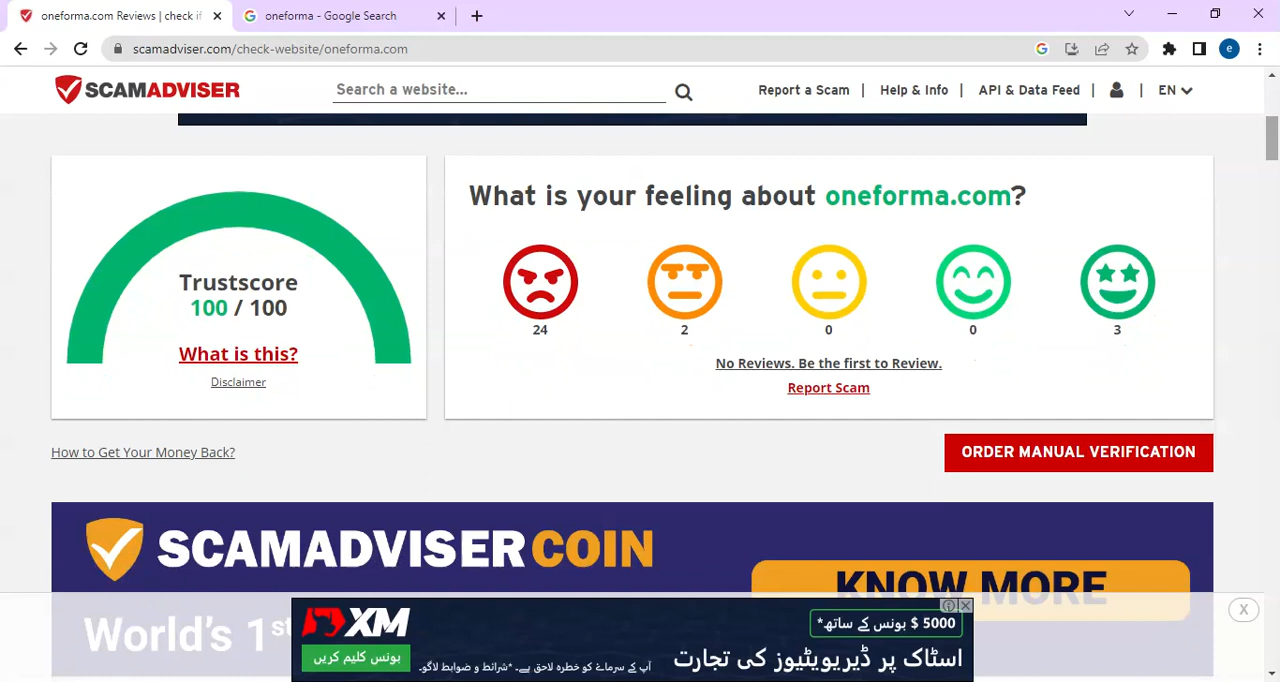 oneforma.com Reviews | check if
oneforma - Google Search
scamadviser.com/check-website/oneforma.com
e
SCAMADVISER
Search a website...
Report a Scam | Help & Info | API & Data Feed | | EN
Trustscore
100 / 100
What is this?
Disclaimer
What is your feeling about oneforma.com?
24 2 0 0 3
No Reviews. Be the first to Review.
Report Scam
How to Get Your Money Back?
ORDER MANUAL VERIFICATION
SCAMADVISERCOIN
KNOW MORE
World's 1st
XM
$ 5000 بونس کے ساتھ*
اسٹاک پر ڈیریویٹیوز کی تجارت
بونس کلیم کریں
آپ کے سرمائے کو خطرہ لاحق ہے۔ *شرائط و ضوابط لاگو۔
X